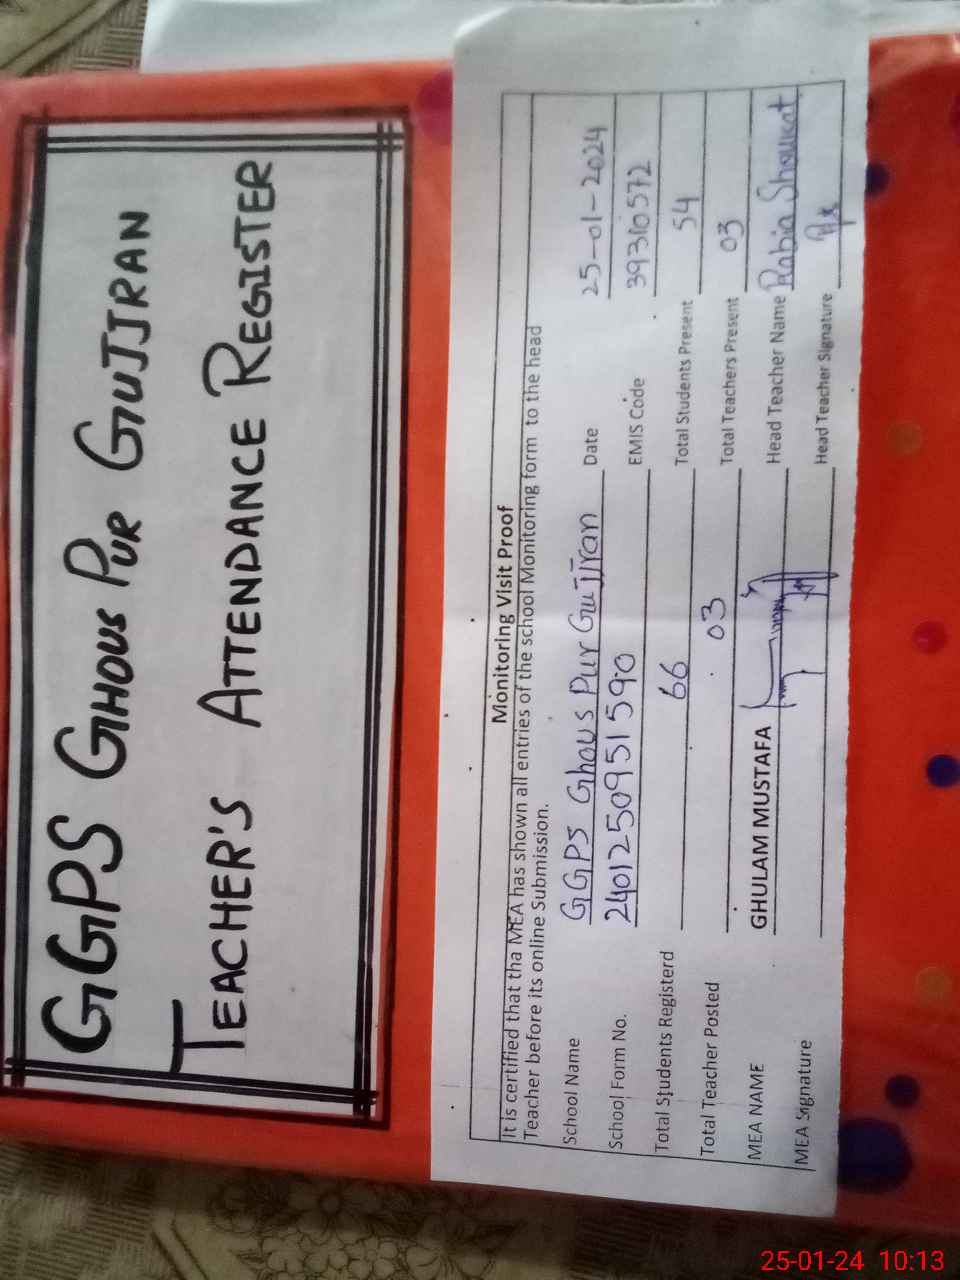 GGPS GHOUS PUR GUJJRAN
TEACHER'S ATTENDANCE REGISTER
Monitoring Visit Proof
It is certified that tha MEA has shown all entries of the school Monitoring form to the head
Teacher before its online Submission.
School Name GGPS Ghous Pur Gujjran Date 25-01-2024
School Form No. 240125095151590 EMIS Code 39310572
Total Students Registerd 66 Total Students Present 54
Total Teacher Posted 03 Total Teachers Present 03
MEA NAME GHULAM MUSTAFA Head Teacher Name Rabia Shoukat
MEA Signature Head Teacher Signature
25-01-24 10:13